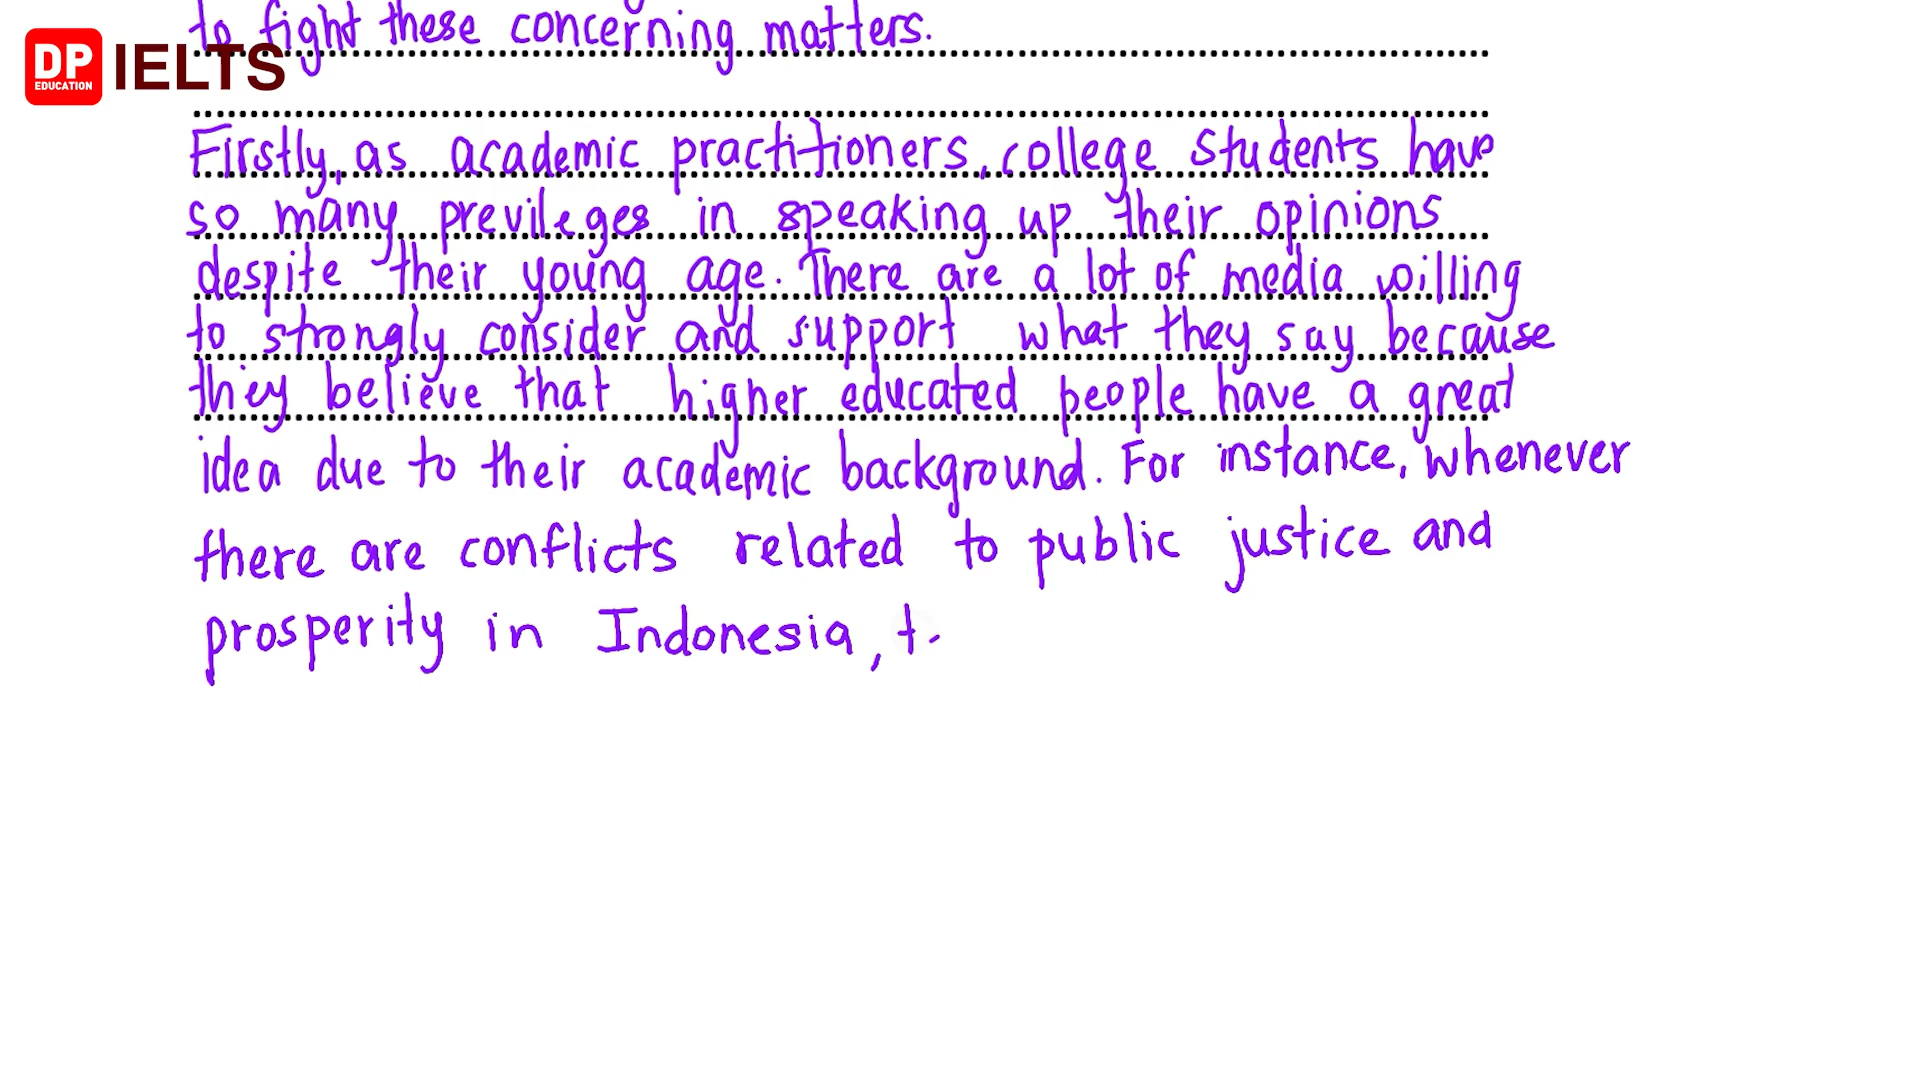 to fight these concerning matters.
DP EDUCATION IELTS
Firstly, as academic practitioners, college students have
so many previleges in speaking up their opinions
despite their young age. There are a lot of media willing
to strongly consider and support what they say because
they believe that higher educated people have a great
idea due to their academic background. For instance, whenever
there are conflicts related to public justice and
prosperity in Indonesia, t